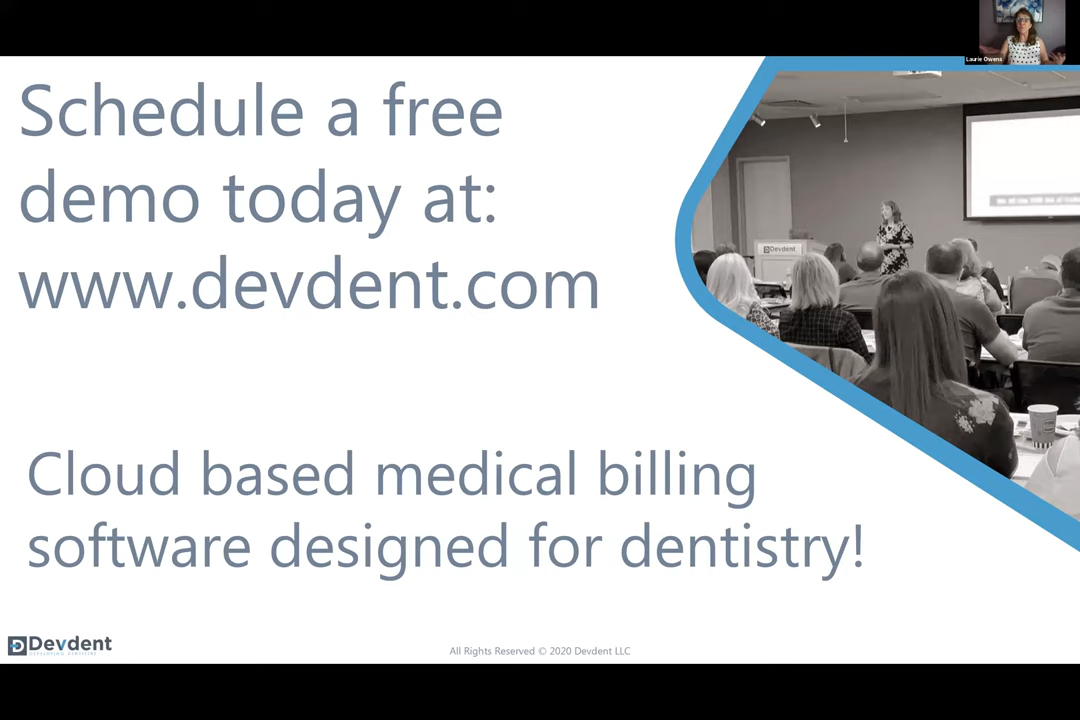 Laurie Owens
Schedule a free
demo today at:
www.devdent.com
Devdent
Cloud based medical billing
software designed for dentistry!
Devdent
All Rights Reserved © 2020 Devdent LLC